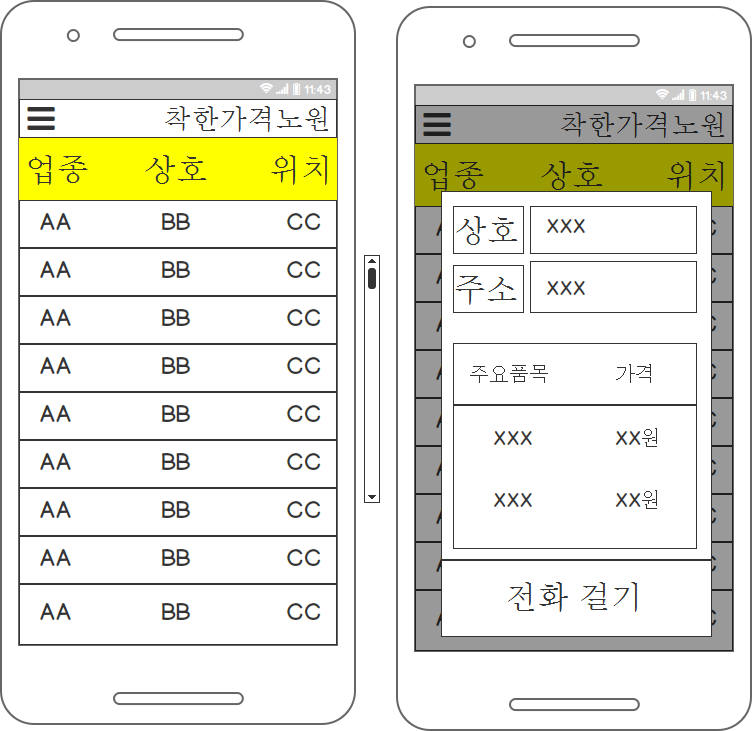 11:43
착한가격노원
업종 상호 위치
AA BB CC
AA BB CC
AA BB CC
AA BB CC
AA BB CC
AA BB CC
AA BB CC
AA BB CC
AA BB CC
11:43
착한가격노원
업종 상호 위치
상호 XXX
주소 XXX
주요품목 가격
XXX XX원
XXX XX원
전화 걸기